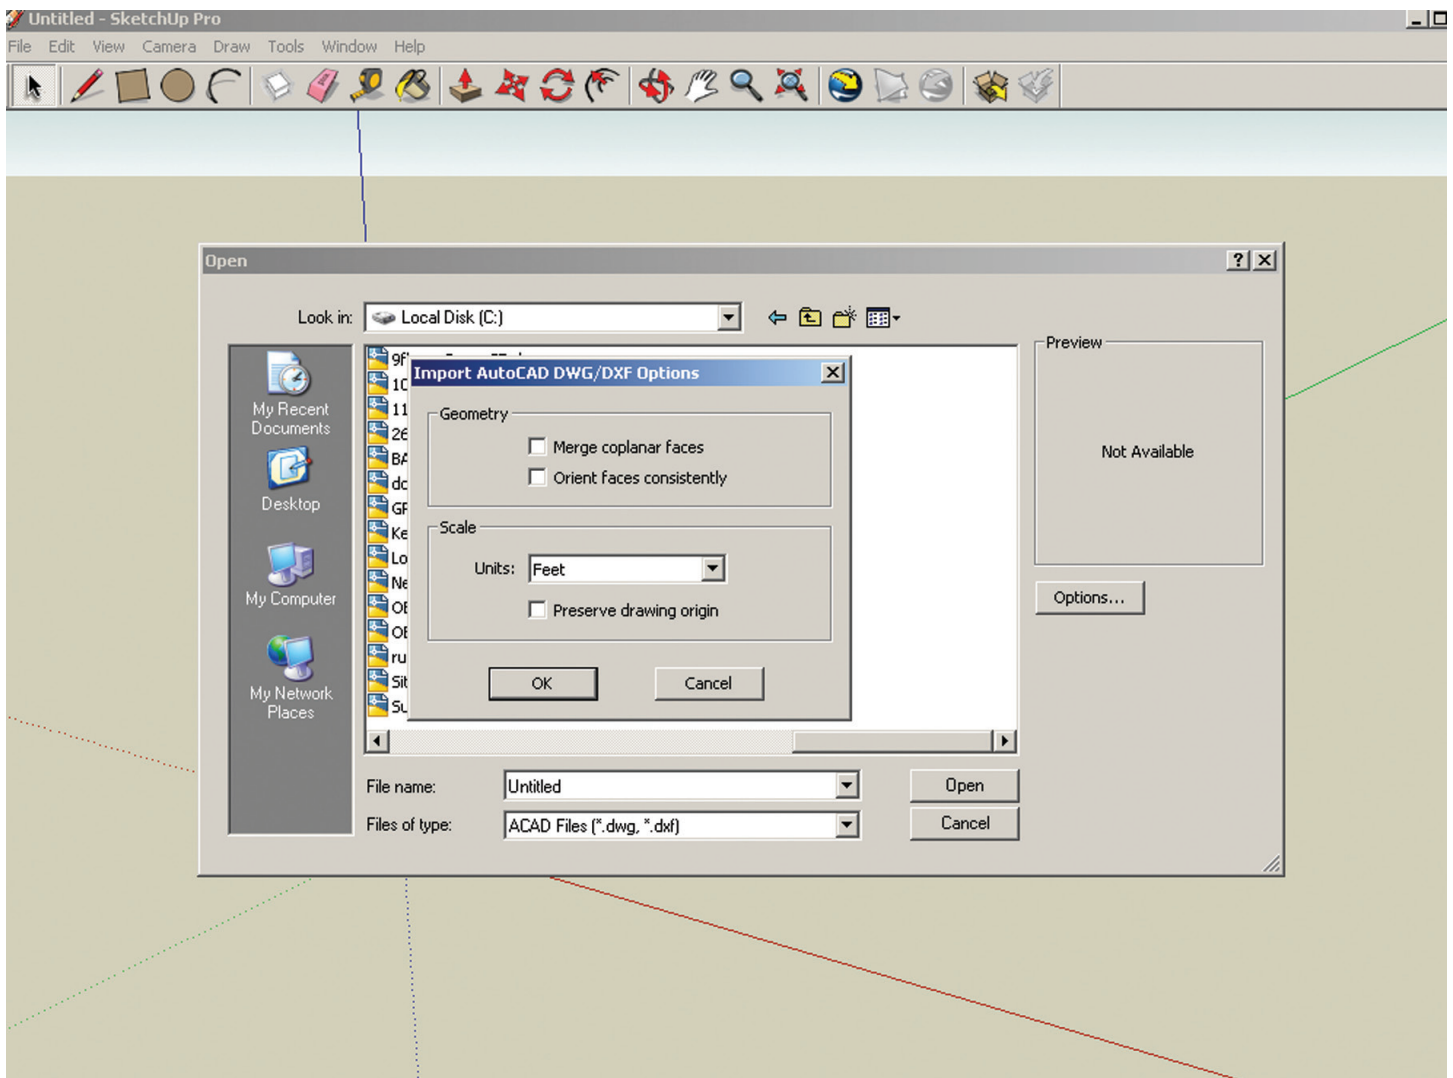 Untitled - SketchUp Pro
File Edit View Camera Draw Tools Window Help
Open
Look in: Local Disk (C:)
My Recent
Documents
Desktop
My Computer
My Network
Places
Import AutoCAD DWG/DXF Options
Geometry
Merge coplanar faces
Orient faces consistently
Scale
Units: Feet
Preserve drawing origin
OK Cancel
Preview
Not Available
Options...
File name: Untitled Open
Files of type: ACAD Files (*.dwg, *.dxf) Cancel